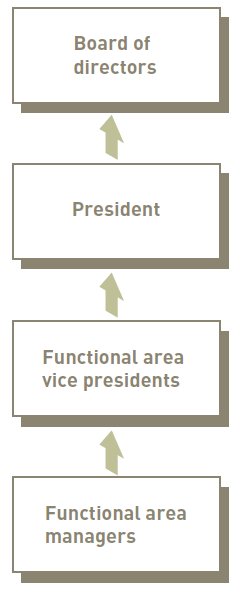 Board of
directors
President
Functional area
vice presidents
Functional area
managers